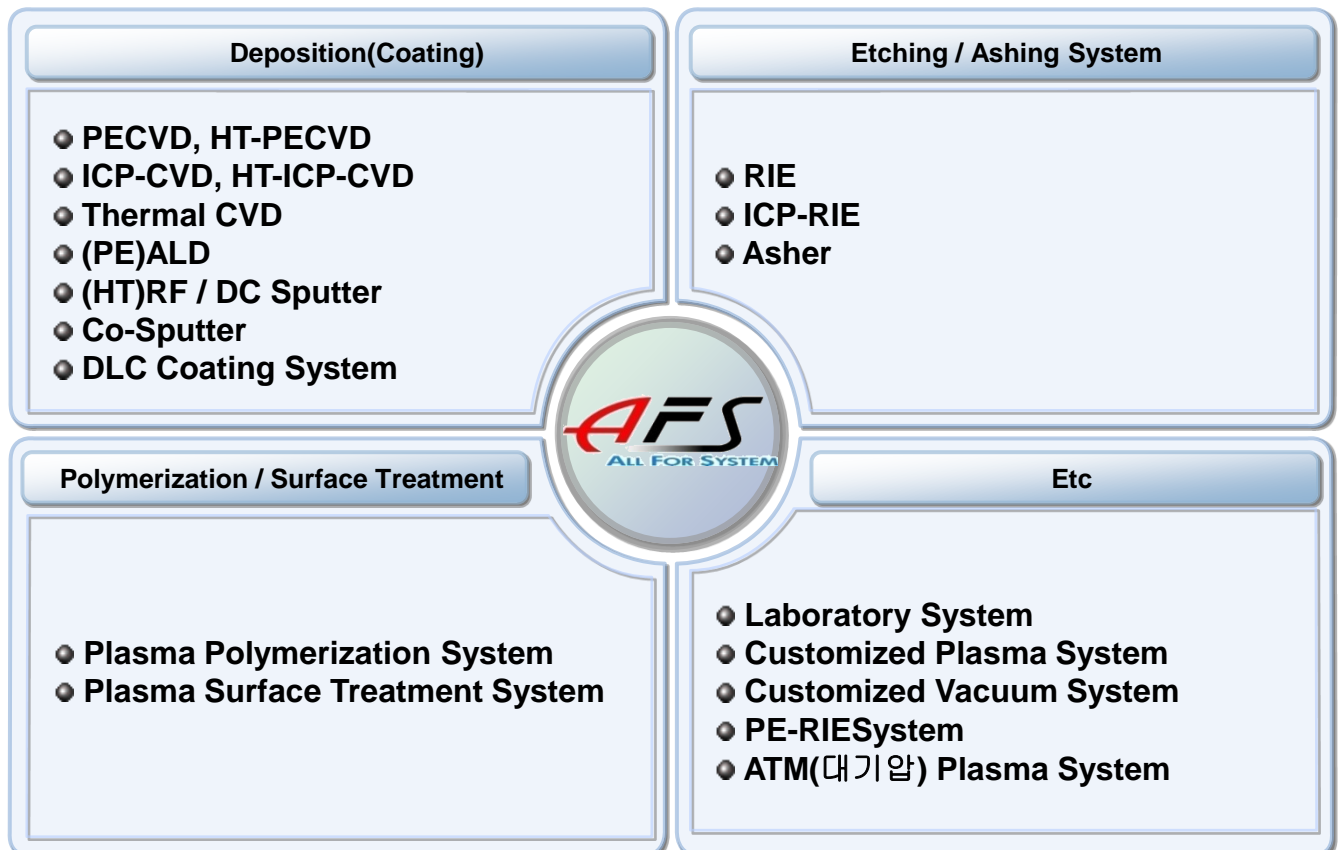 Deposition(Coating)
PECVD, HT-PECVD
ICP-CVD, HT-ICP-CVD
Thermal CVD
(PE)ALD
(HT)RF / DC Sputter
Co-Sputter
DLC Coating System
Etching / Ashing System
RIE
ICP-RIE
Asher
AFS
ALL FOR SYSTEM
Polymerization / Surface Treatment
Plasma Polymerization System
Plasma Surface Treatment System
Etc
Laboratory System
Customized Plasma System
Customized Vacuum System
PE-RIESystem
ATM(대기압) Plasma System